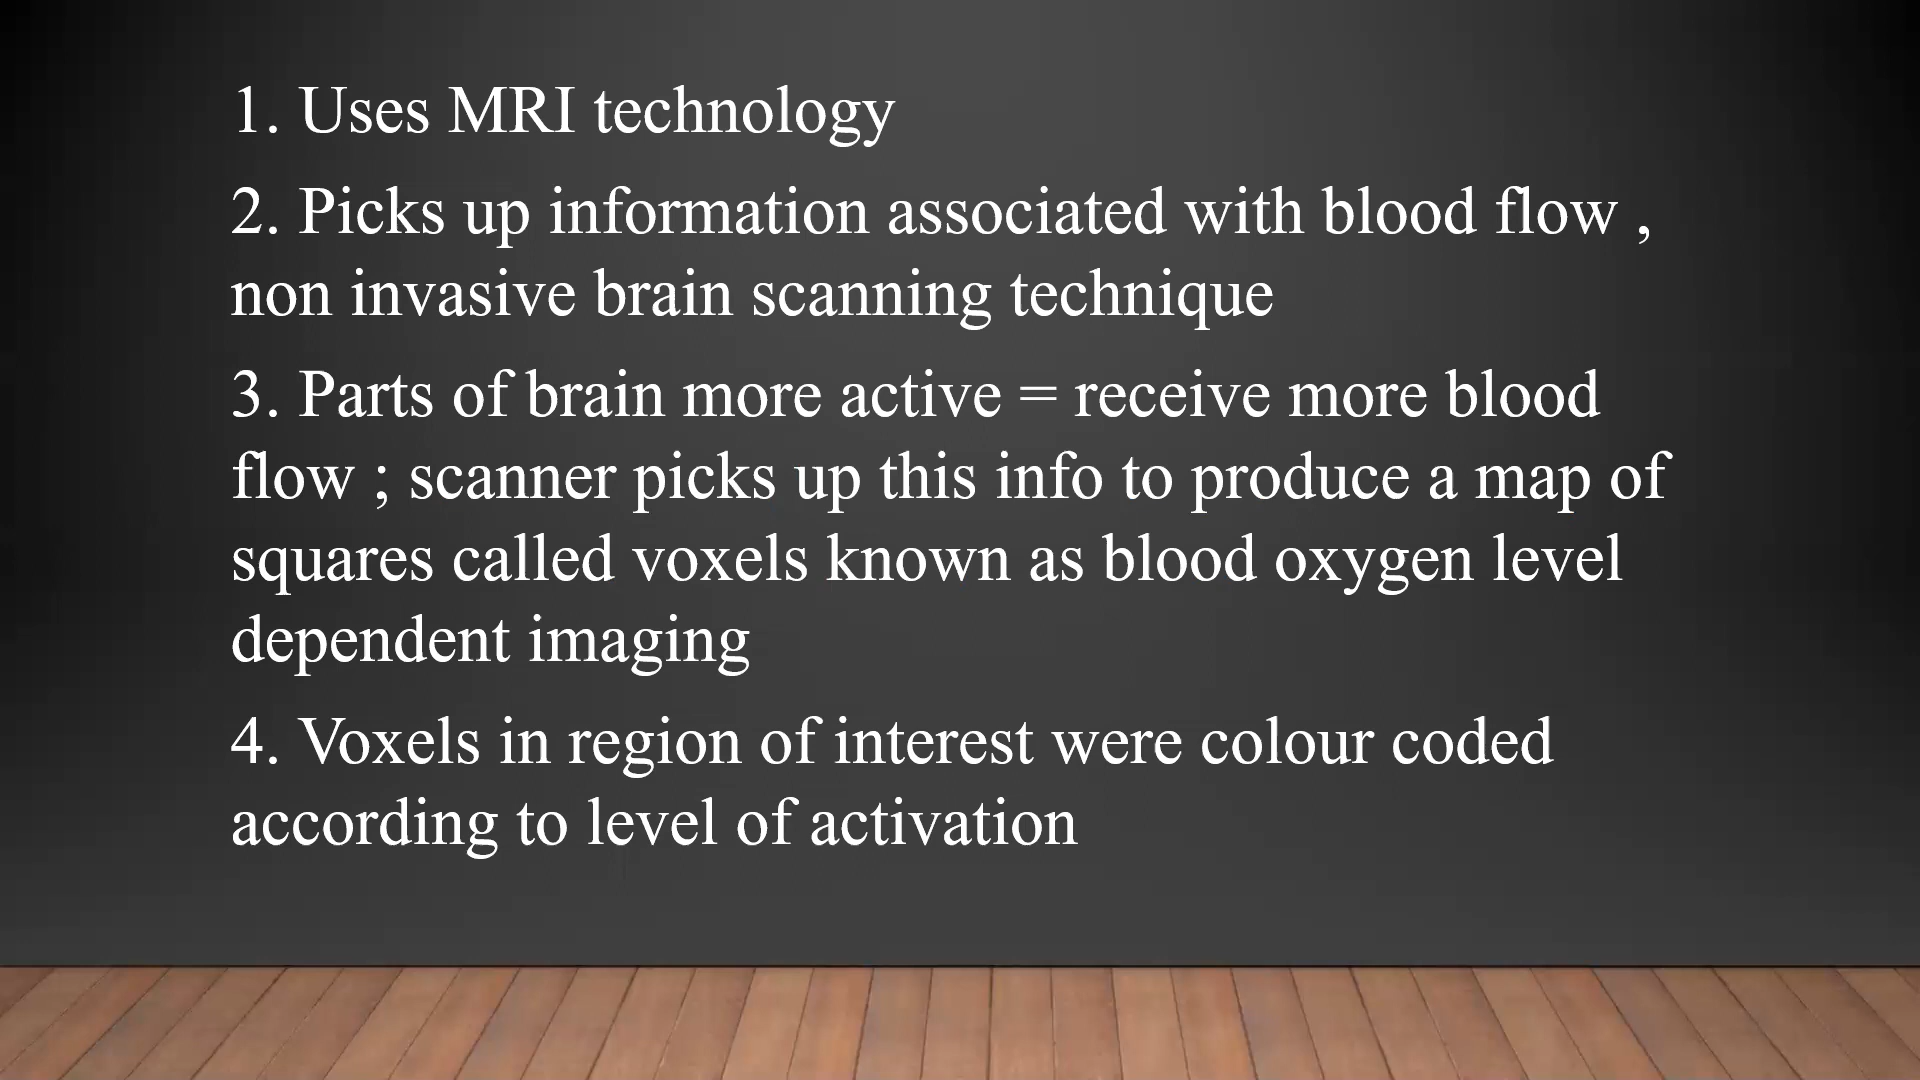 1. Uses MRI technology
2. Picks up information associated with blood flow ,
non invasive brain scanning technique
3. Parts of brain more active = receive more blood
flow ; scanner picks up this info to produce a map of
squares called voxels known as blood oxygen level
dependent imaging
4. Voxels in region of interest were colour coded
according to level of activation